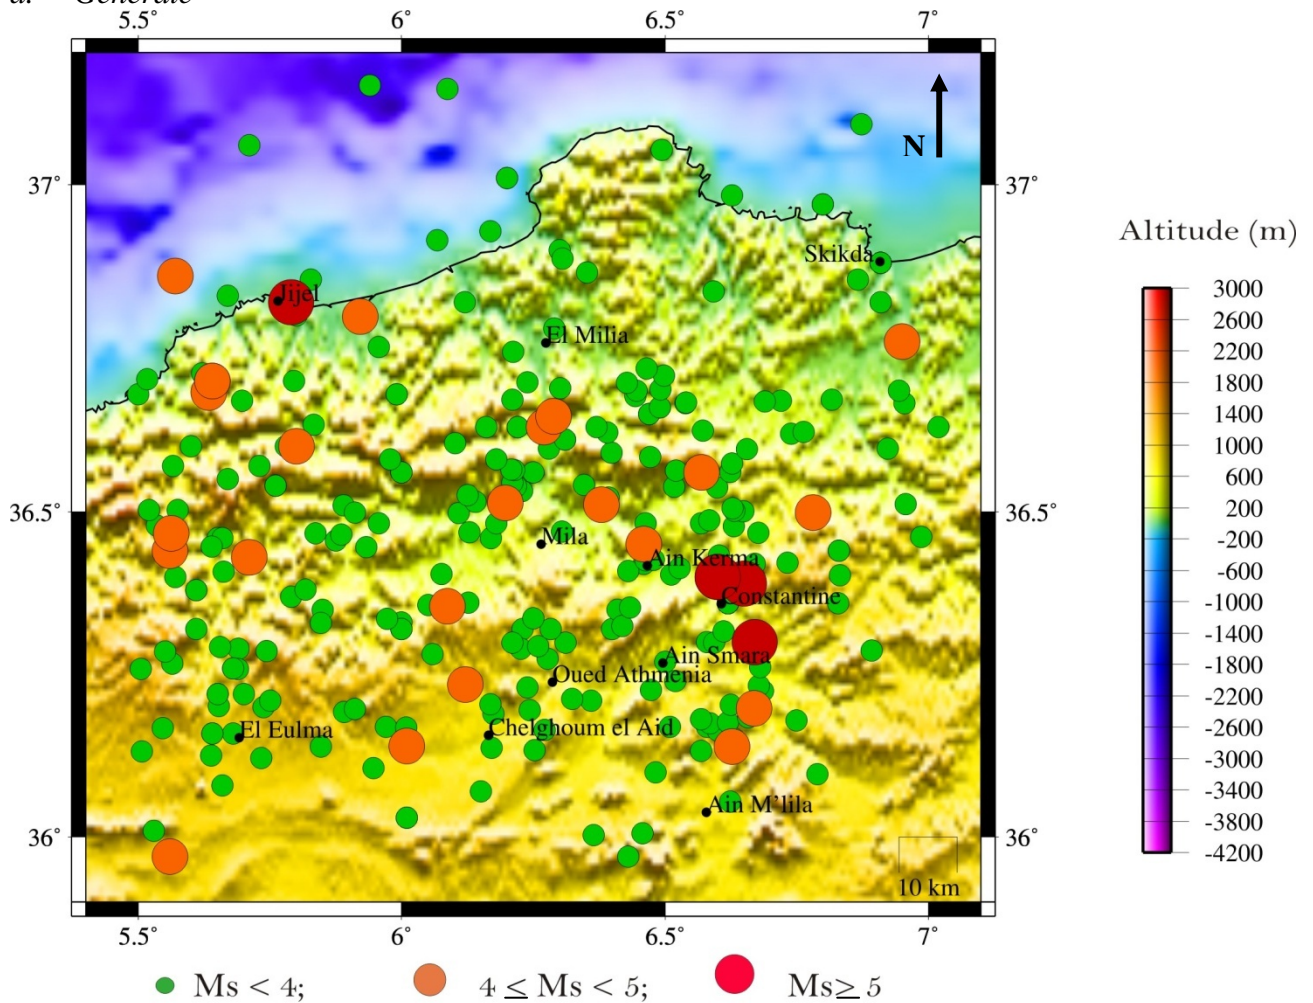 a. Générale
5.5° 6° 6.5° 7°
N
37° 37°
Altitude (m)
Skikda
Jijel
3000
2600
El Milia
2200
1800
1400
1000
600
36.5° 36.5°
200
Mila
-200
Ain Kerma
-600
Constantine
-1000
-1400
Ain Smara
Oued Athmenia
-1800
-2200
El Eulma
Chelghoum el Aid
-2600
-3000
Ain M'lila
-3400
36° 36°
-3800
-4200
10 km
5.5° 6° 6.5° 7°
Ms < 4; 4 ≤ Ms < 5; Ms≥ 5